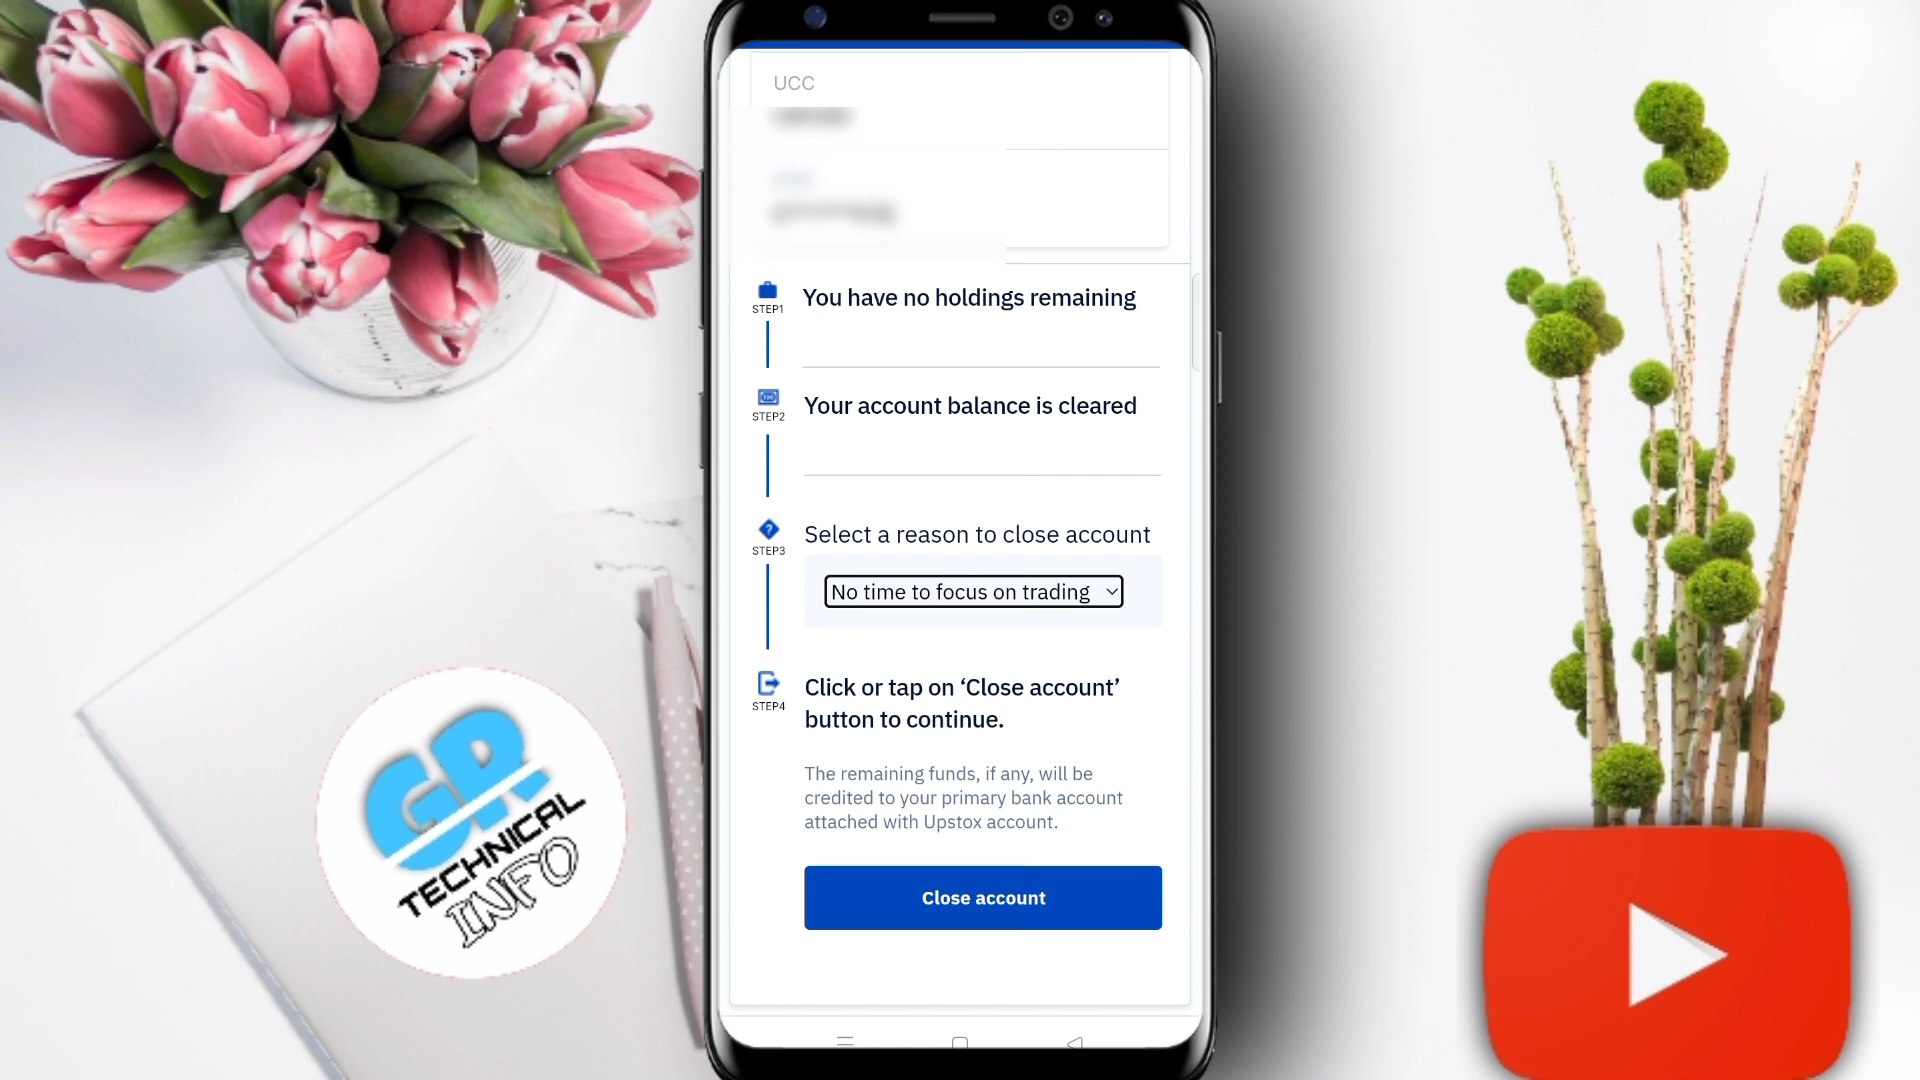 UCC
STEP1
You have no holdings remaining
STEP2
Your account balance is cleared
STEP3
Select a reason to close account
No time to focus on trading
STEP4
Click or tap on ‘Close account’
button to continue.
The remaining funds, if any, will be
credited to your primary bank account
attached with Upstox account.
Close account
GR
TECHNICAL
INFO